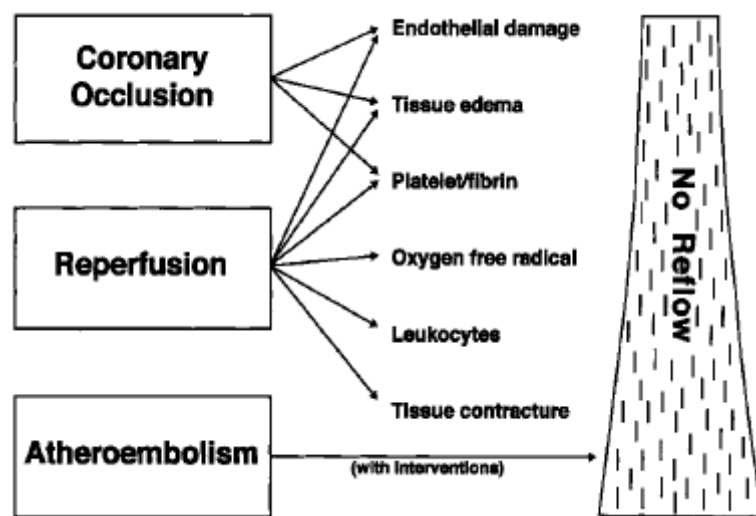 Coronary
Occlusion
Reperfusion
Atheroembolism
Endothelial damage
Tissue edema
Platelet/fibrin
Oxygen free radical
Leukocytes
Tissue contracture
(with interventions)
No Reflow